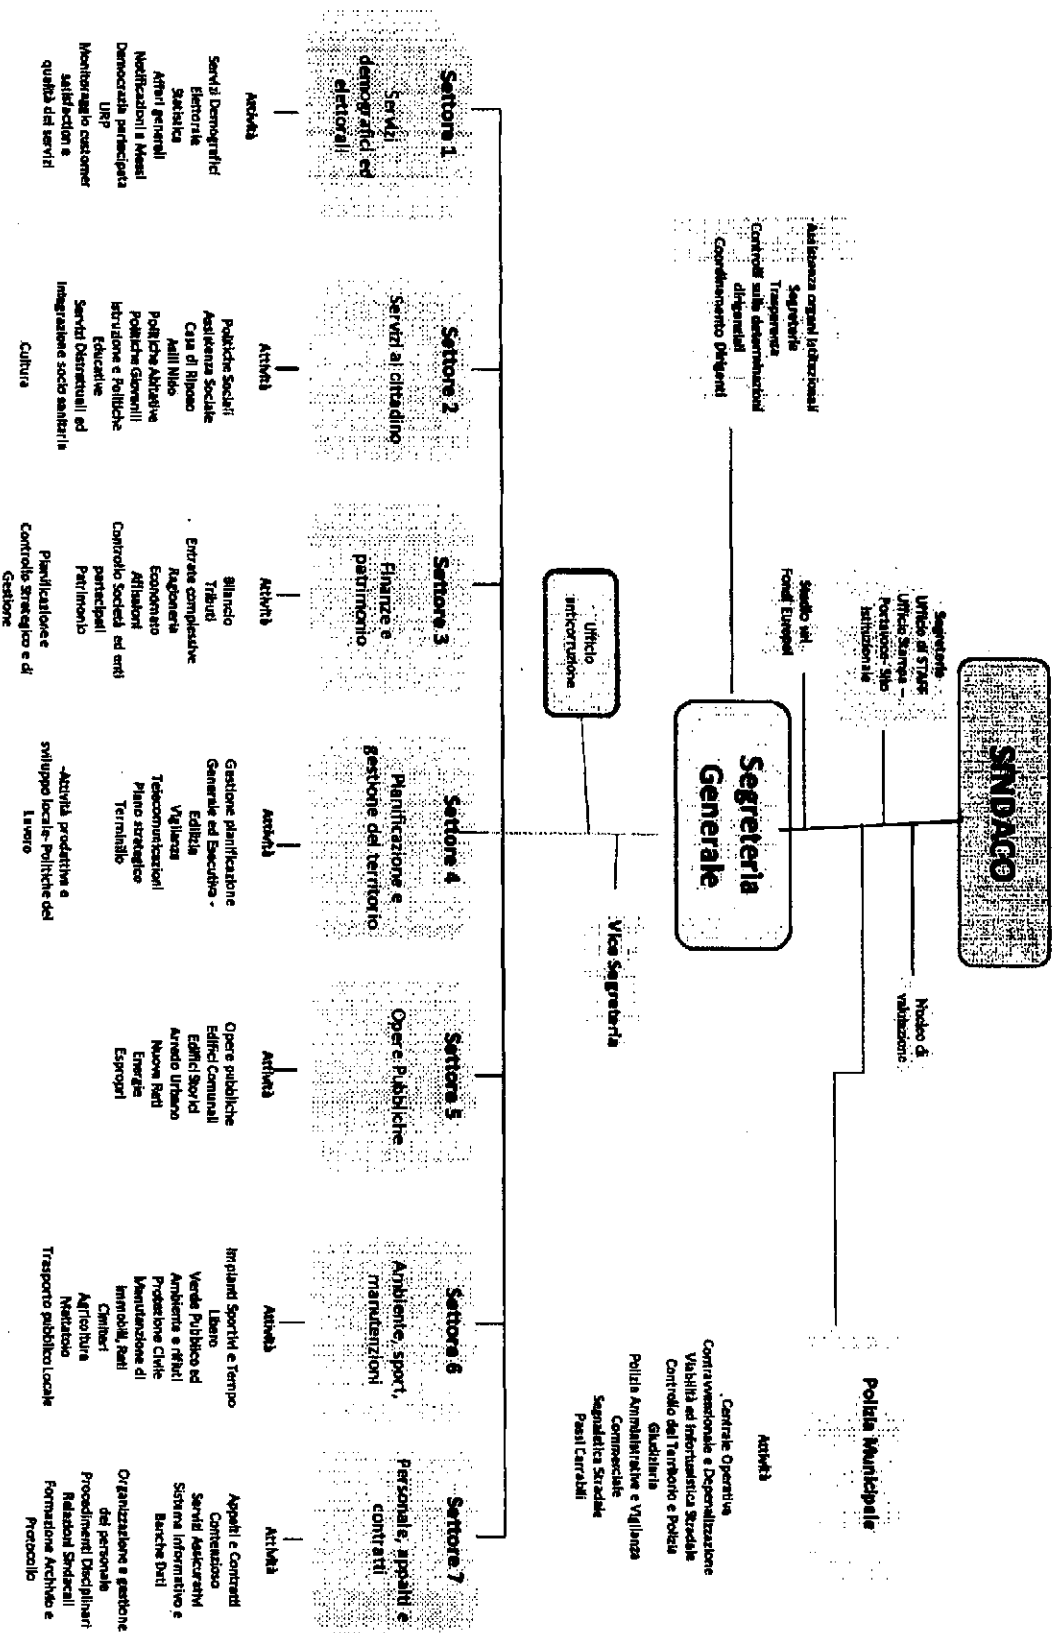 SINDACO
Segreterie
Ufficio di STAFF
Ufficio Stampa –
Portavoce- Sito
istituzionale
Nucleo di
valutazione
Studio sui
Fondi Europei
Segreteria
Generale
Assistenza organi istituzionali
Segreterie
Trasparenza
Controlli sulle determinazioni
dirigenziali
Coordinamento Dirigenti
Vice Segreteria
Ufficio
anticorruzione
Polizia Municipale
Attività
Centrale Operativa
Contravvenzionale e Depenalizzazione
Viabilità ed Infortunistica Stradale
Controllo del Territorio e Polizia
Giudiziaria
Polizia Amministrativa e Vigilanza
Commerciale
Segnaletica Stradale
Passi Carrabili
Settore 1
Servizi
demografici ed
elettorali
Attività
Servizi Demografici
Elettorale
Statistica
Affari generali
Notificazioni e Messi
Democrazia partecipata
URP
Monitoraggio customer
satisfaction e
qualità dei servizi
Settore 2
Servizi al cittadino
Attività
Politiche Sociali
Assistenza Sociale
Casa di Riposo
Asili Nido
Politiche Abitative
Politiche Giovanili
Istruzione e Politiche
Educative
Servizi Distrettuali ed
Integrazione socio sanitaria
Cultura
Settore 3
Finanze e
patrimonio
Attività
Bilancio
Tributi
Entrate complessive
Ragioneria
Economato
Affissioni
Controllo Società ed enti
partecipati
Patrimonio
Pianificazione e
Controllo Strategico e di
Gestione
Settore 4
Pianificazione e
gestione del territorio
Attività
Gestione pianificazione
Generale ed Esecutiva -
Edilizia
Vigilanza
Telecomunicazioni
Piano strategico
Terminillo
-Attività produttive e
sviluppo locale- Politiche del
Lavoro
Settore 5
Opere Pubbliche
Attività
Opere pubbliche
Edifici Comunali
Edifici Storici
Arredo Urbano
Nuove Reti
Energie
Espropri
Settore 6
Ambiente, sport,
manutenzioni
Attività
Impianti Sportivi e Tempo
Libero
Verde Pubblico ed
Ambiente e rifiuti
Protezione Civile
Manutenzione di
Immobili, Reti
Cimiteri
Agricoltura
Mattatoio
Trasporto pubblico Locale
Settore 7
Personale, appalti e
contratti
Attività
Appalti e Contratti
Contenzioso
Servizi Assicurativi
Sistema Informativo e
Banche Dati
Organizzazione e gestione
del personale
Procedimenti Disciplinari
Relazioni Sindacali
Formazione Archivio e
Protocollo